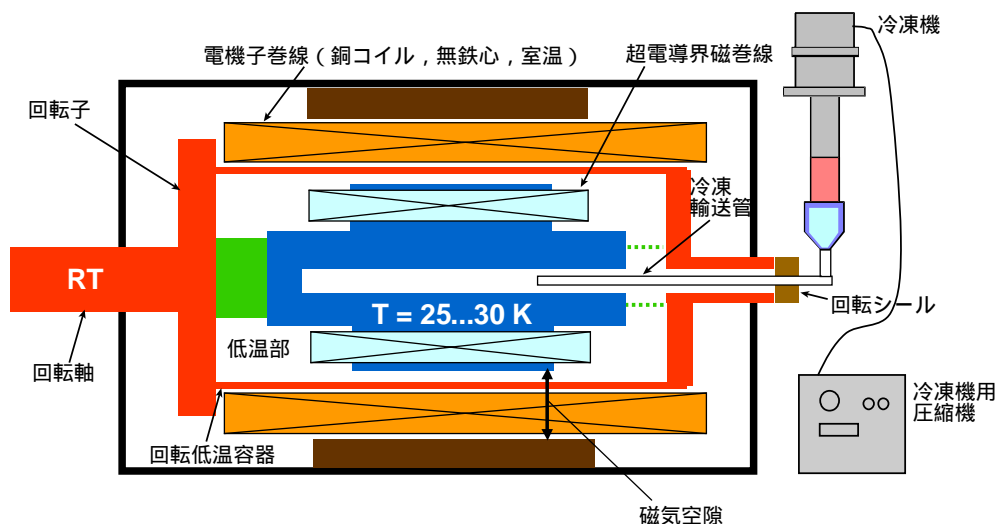 冷凍機
電機子巻線（銅コイル，無鉄心，室温）
超電導界磁巻線
回転子
冷凍
輸送管
RT
T = 25...30 K
回転シール
低温部
回転軸
冷凍機用
圧縮機
回転低温容器
磁気空隙